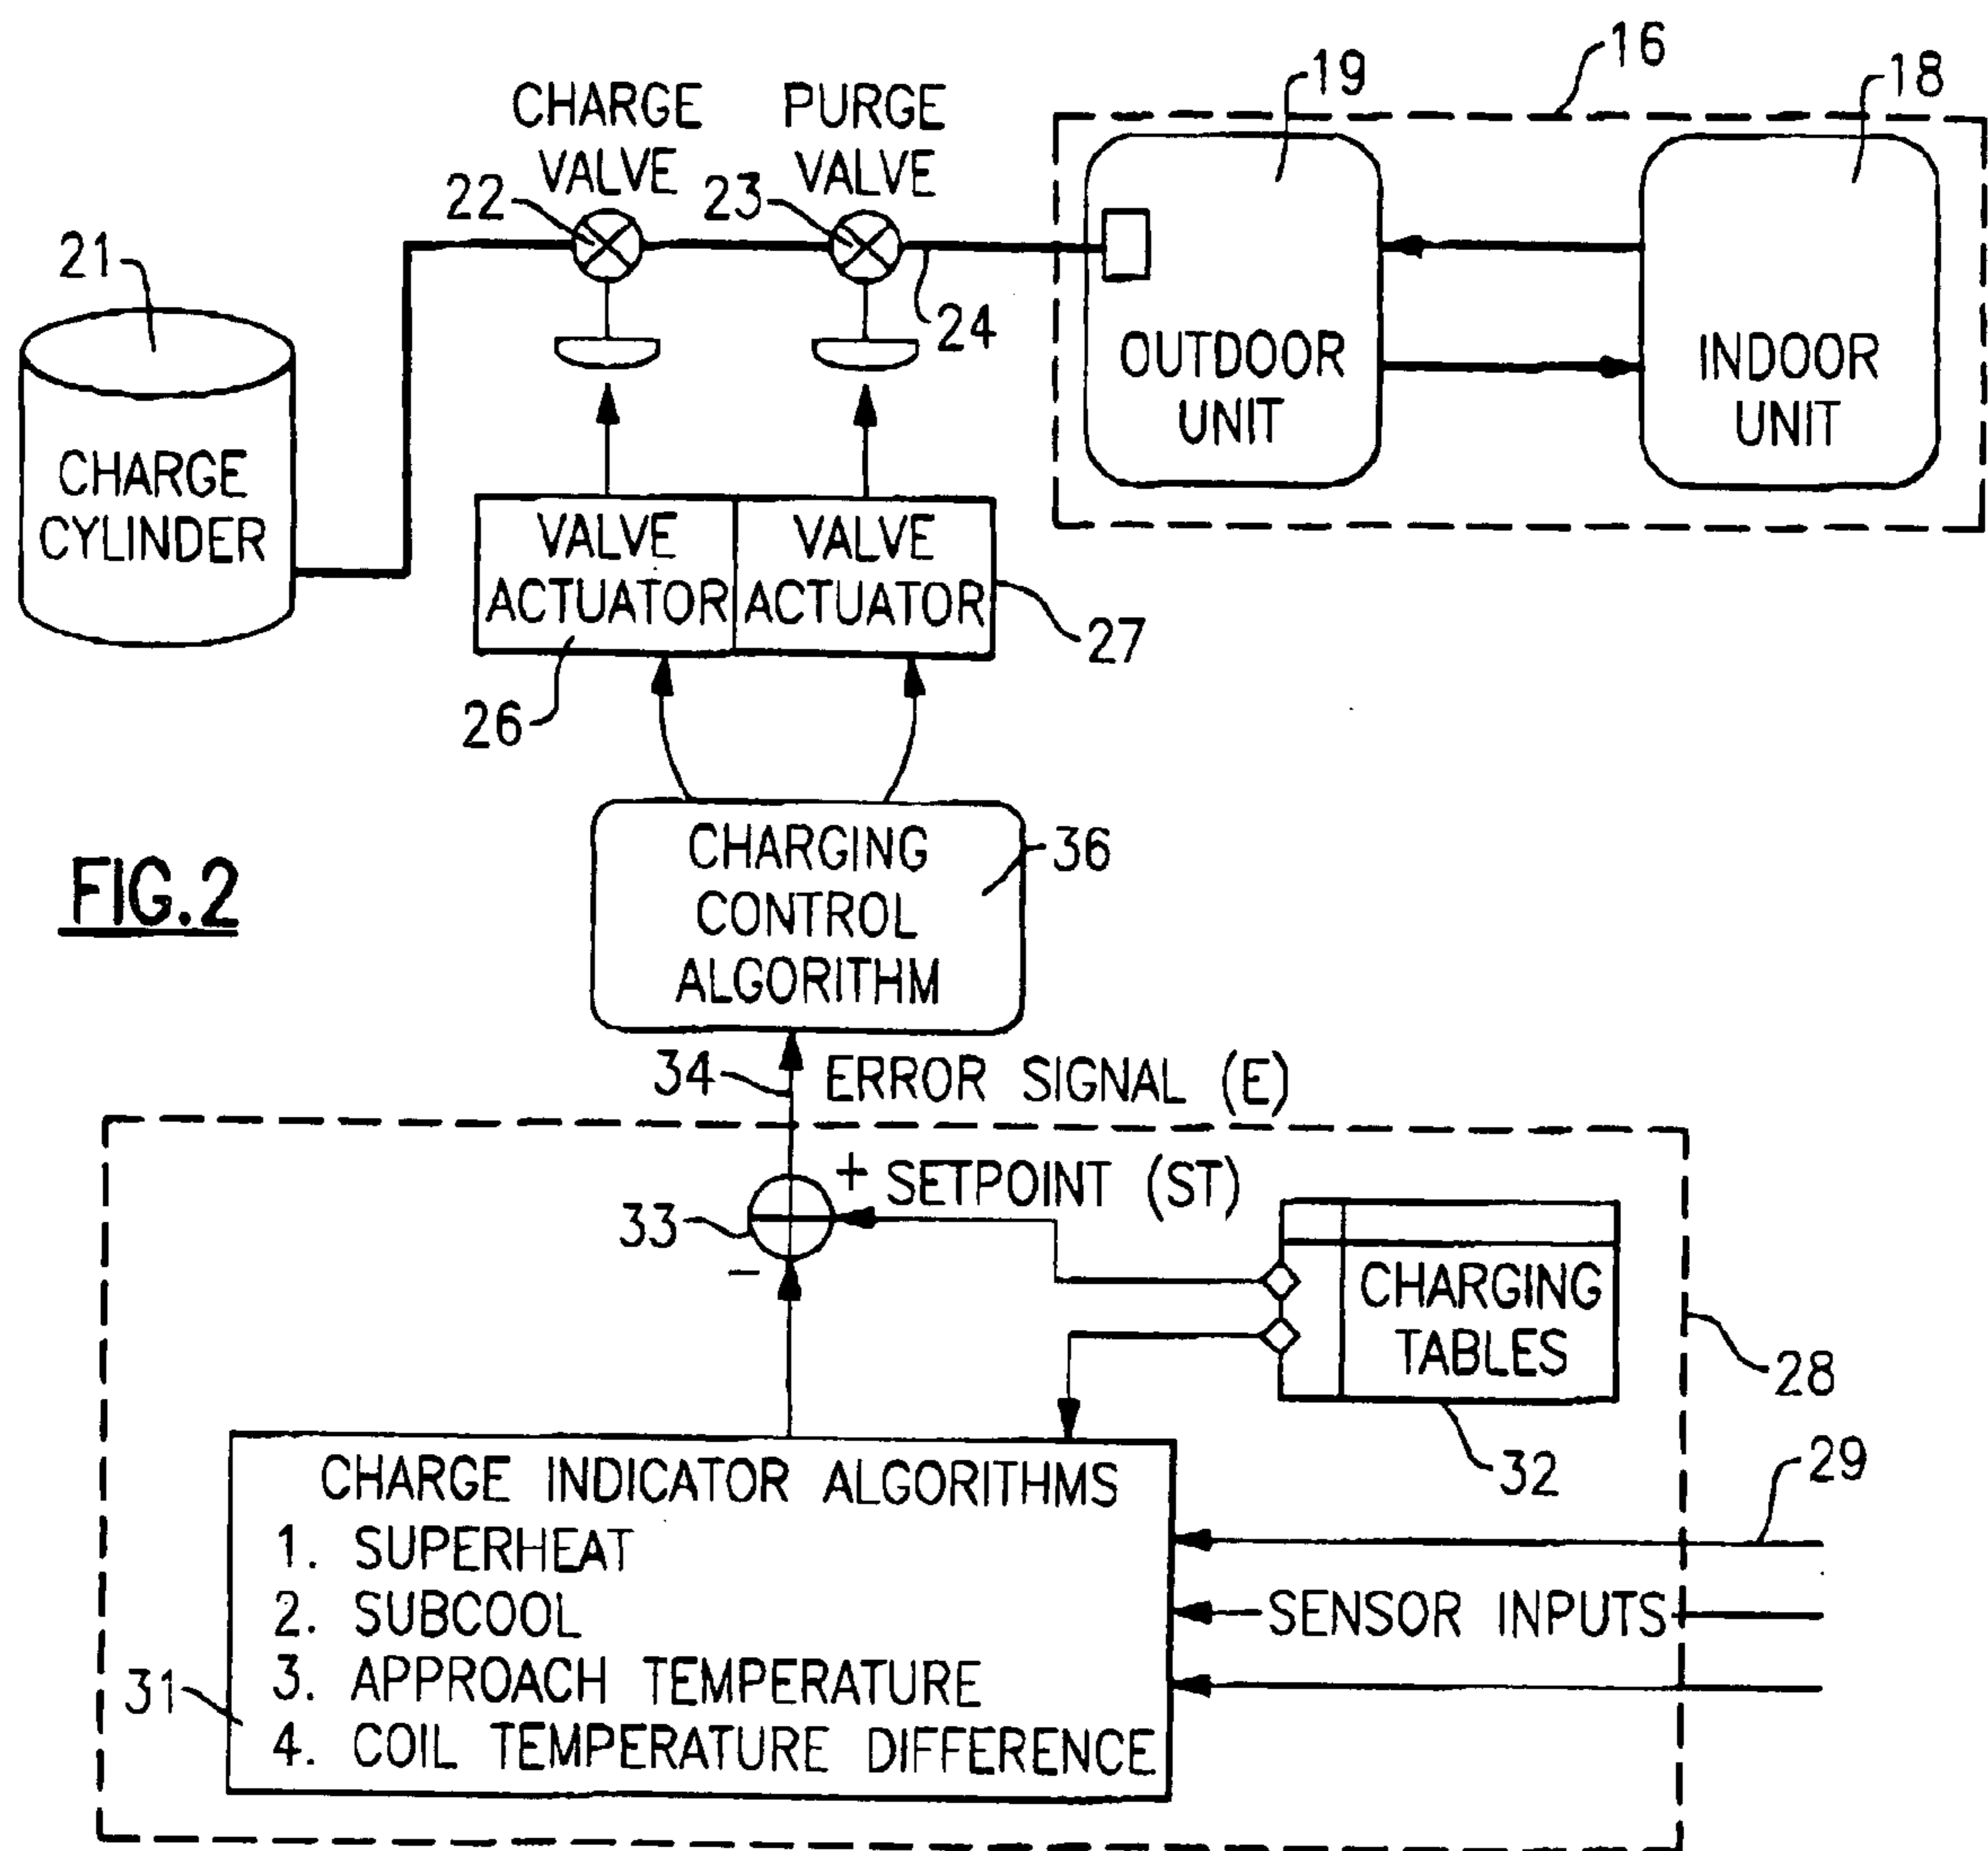 16
19
18
CHARGE
VALVE
PURGE
VALVE
22
23
21
24
OUTDOOR
UNIT
INDOOR
UNIT
CHARGE
CYLINDER
VALVE
ACTUATOR
VALVE
ACTUATOR
27
26
CHARGING
CONTROL
ALGORITHM
36
FIG.2
34
ERROR SIGNAL (E)
+ SETPOINT (ST)
33
−
CHARGING
TABLES
28
32
29
CHARGE INDICATOR ALGORITHMS
1. SUPERHEAT
2. SUBCOOL
3. APPROACH TEMPERATURE
4. COIL TEMPERATURE DIFFERENCE
SENSOR INPUTS
31